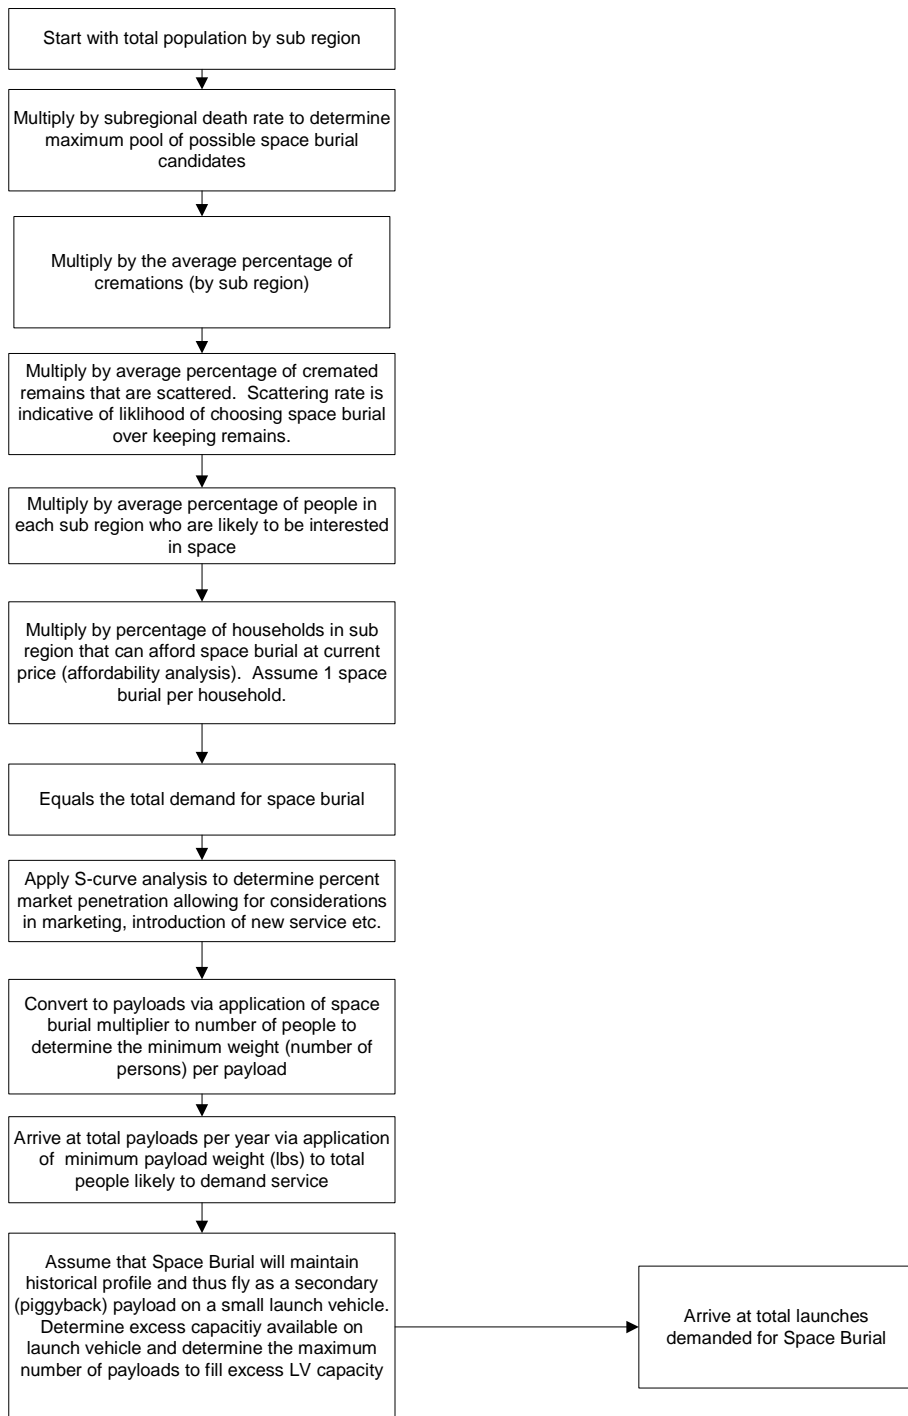 Start with total population by sub region
Multiply by subregional death rate to determine
maximum pool of possible space burial
candidates
Multiply by the average percentage of
cremations (by sub region)
Multiply by average percentage of cremated
remains that are scattered.  Scattering rate is
indicative of liklihood of choosing space burial
over keeping remains.
Multiply by average percentage of people in
each sub region who are likely to be interested
in space
Multiply by percentage of households in sub
region that can afford space burial at current
price (affordability analysis).  Assume 1 space
burial per household.
Equals the total demand for space burial
Apply S-curve analysis to determine percent
market penetration allowing for considerations
in marketing, introduction of new service etc.
Convert to payloads via application of space
burial multiplier to number of people to
determine the minimum weight (number of
persons) per payload
Arrive at total payloads per year via application
of  minimum payload weight (lbs) to total
people likely to demand service
Assume that Space Burial will maintain
historical profile and thus fly as a secondary
(piggyback) payload on a small launch vehicle.
Determine excess capacitiy available on
launch vehicle and determine the maximum
number of payloads to fill excess LV capacity
Arrive at total launches
demanded for Space Burial